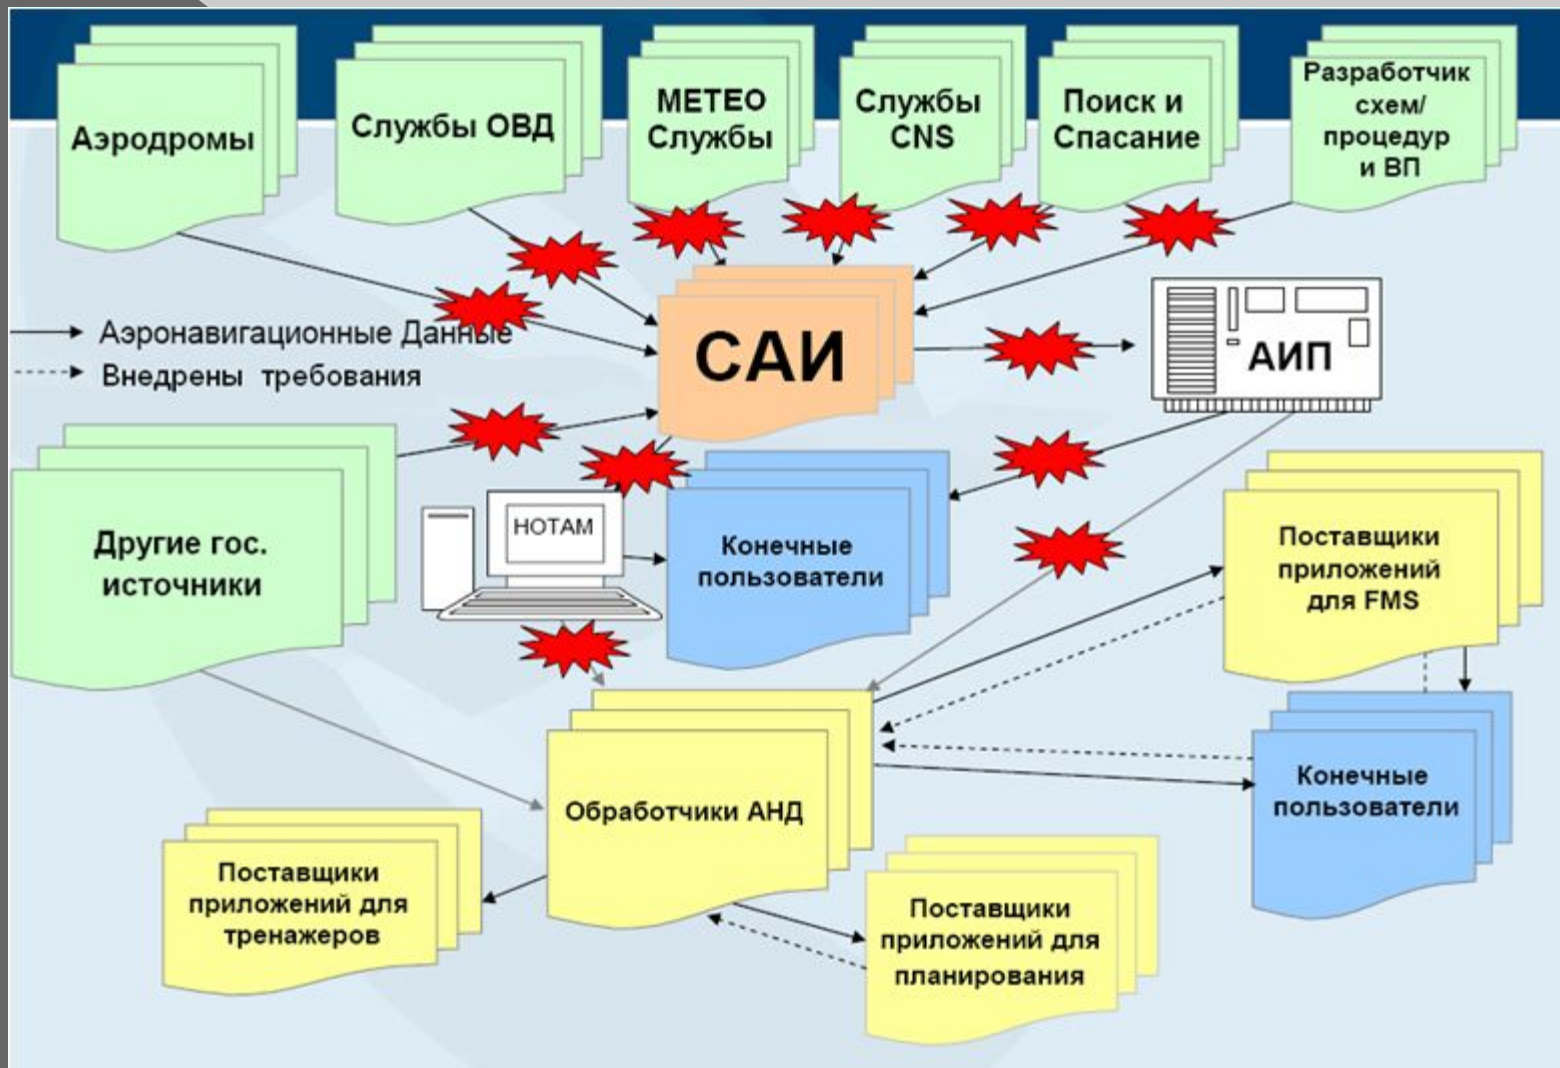 Аэродромы
Службы ОВД
МЕТЕО
Службы
Службы
CNS
Поиск и
Спасание
Разработчик
схем/
процедур
и ВП
Аэронавигационные Данные
Внедрены требования
САИ
АИП
Другие гос.
источники
НОТАМ
Конечные
пользователи
Поставщики
приложений
для FMS
Обработчики АНД
Конечные
пользователи
Поставщики
приложений для
тренажеров
Поставщики
приложений для
планирования